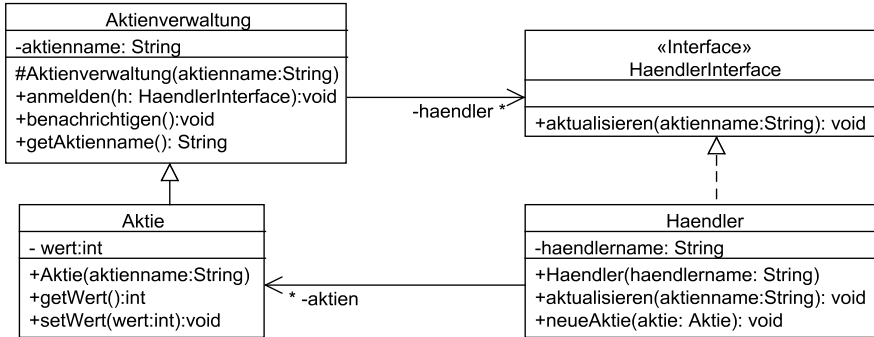 Aktienverwaltung
-aktienname: String
#Aktienverwaltung(aktienname:String)
+anmelden(h: HaendlerInterface):void
+benachrichtigen():void
+getAktienname(): String
-haendler *
«Interface»
HaendlerInterface
+aktualisieren(aktienname:String): void
Aktie
- wert:int
+Aktie(aktienname:String)
+getWert():int
+setWert(wert:int):void
* -aktien
Haendler
-haendlername: String
+Haendler(haendlername: String)
+aktualisieren(aktienname:String): void
+neueAktie(aktie: Aktie): void